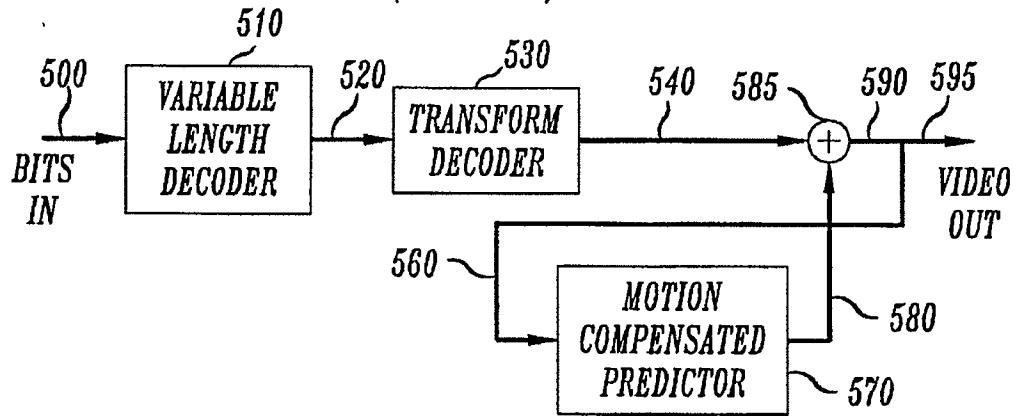 510
500
VARIABLE
LENGTH
DECODER
520
530
TRANSFORM
DECODER
540
585
+
590
595
BITS
IN
VIDEO
OUT
560
MOTION
COMPENSATED
PREDICTOR
580
570